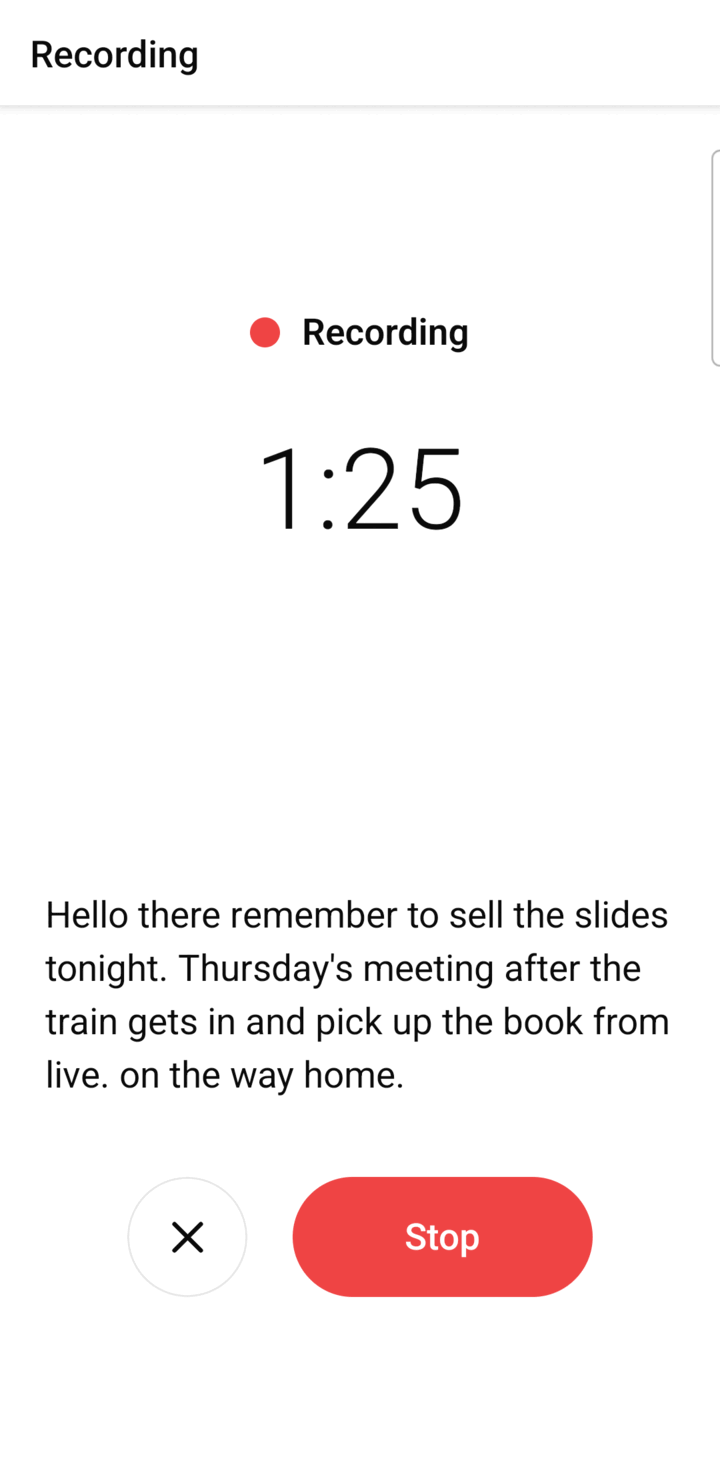 Recording
Recording
1:25
Hello there remember to sell the slides
tonight. Thursday's meeting after the
train gets in and pick up the book from
live. on the way home.
Stop